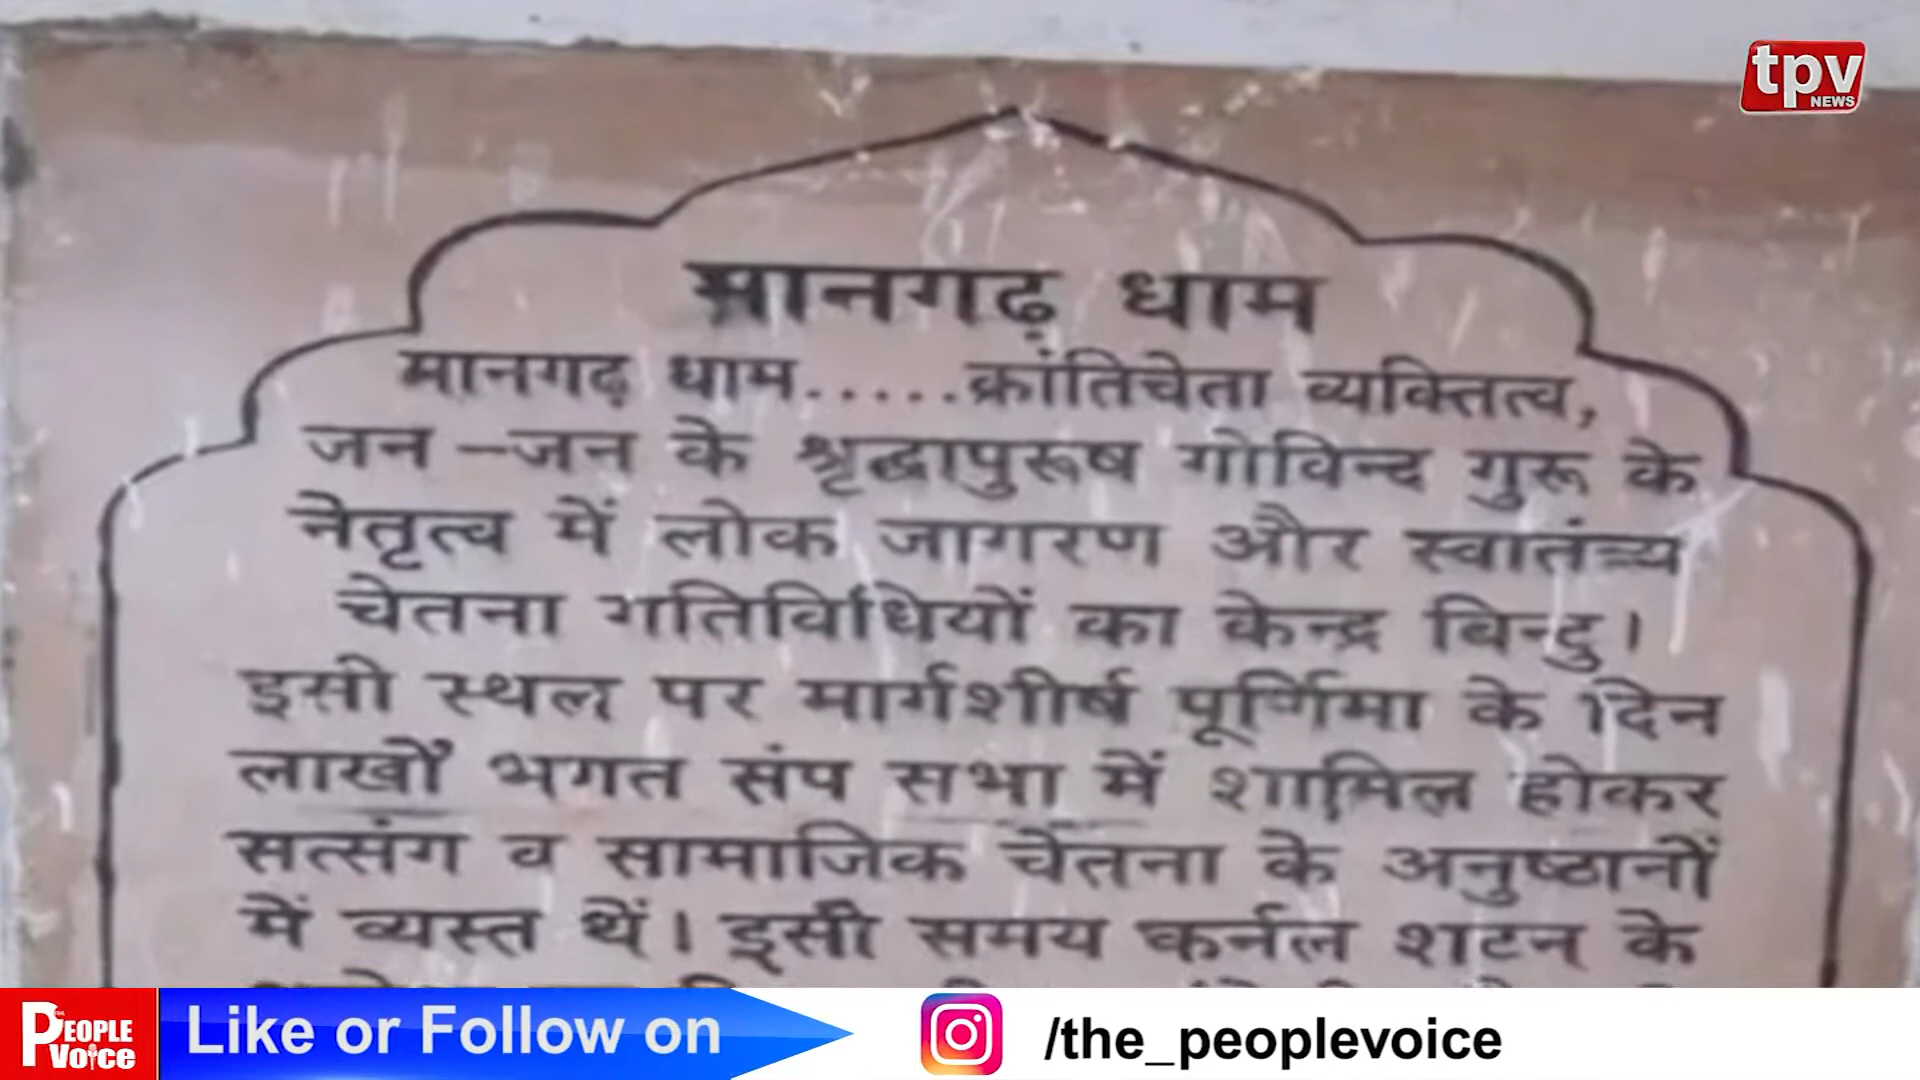 tpv
NEWS
मानगढ़ धाम
मानगढ़ धाम.....क्रांतिचेता व्यक्तित्व,
जन -जन के श्रृद्धापुरूष गोविन्द गुरू के
नेतृत्व में लोक जागरण और स्वातंत्र्य
चेतना गतिविधियों का केन्द्र बिन्दु।
इसी स्थल पर मार्गशीर्ष पूर्णिमा के दिन
लाखों भगत संप सभा में शामिल होकर
सत्संग व सामाजिक चेतना के अनुष्ठानों
में व्यस्त थें। इसी समय कर्नल शटन के
THE PEOPLE VOICE
Like or Follow on
/the_peoplevoice